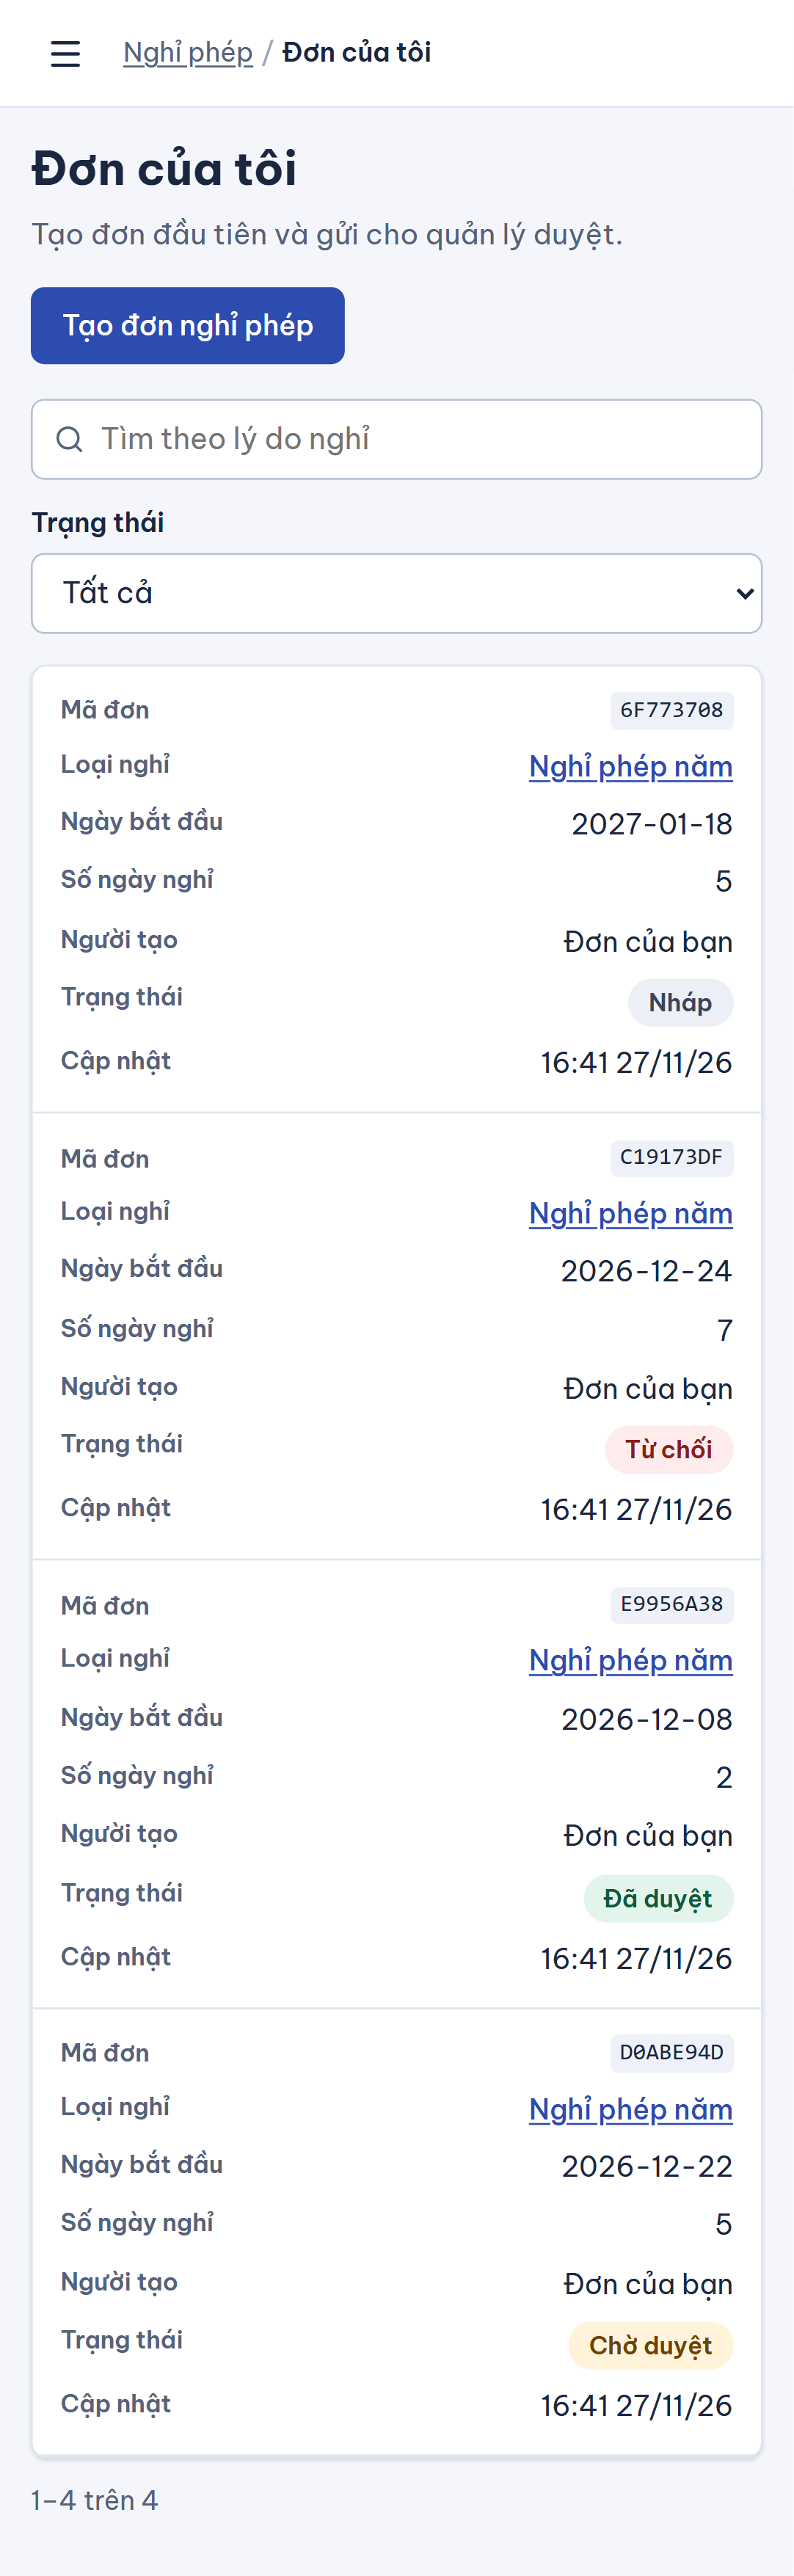 Nghỉ phép / Đơn của tôi
Đơn của tôi
Tạo đơn đầu tiên và gửi cho quản lý duyệt.
Tạo đơn nghỉ phép
Tìm theo lý do nghỉ
Trạng thái
Tất cả
Mã đơn 6F773708
Loại nghỉ Nghỉ phép năm
Ngày bắt đầu 2027-01-18
Số ngày nghỉ 5
Người tạo Đơn của bạn
Trạng thái Nháp
Cập nhật 16:41 27/11/26
Mã đơn C19173DF
Loại nghỉ Nghỉ phép năm
Ngày bắt đầu 2026-12-24
Số ngày nghỉ 7
Người tạo Đơn của bạn
Trạng thái Từ chối
Cập nhật 16:41 27/11/26
Mã đơn E9956A38
Loại nghỉ Nghỉ phép năm
Ngày bắt đầu 2026-12-08
Số ngày nghỉ 2
Người tạo Đơn của bạn
Trạng thái Đã duyệt
Cập nhật 16:41 27/11/26
Mã đơn D0ABE94D
Loại nghỉ Nghỉ phép năm
Ngày bắt đầu 2026-12-22
Số ngày nghỉ 5
Người tạo Đơn của bạn
Trạng thái Chờ duyệt
Cập nhật 16:41 27/11/26
1–4 trên 4